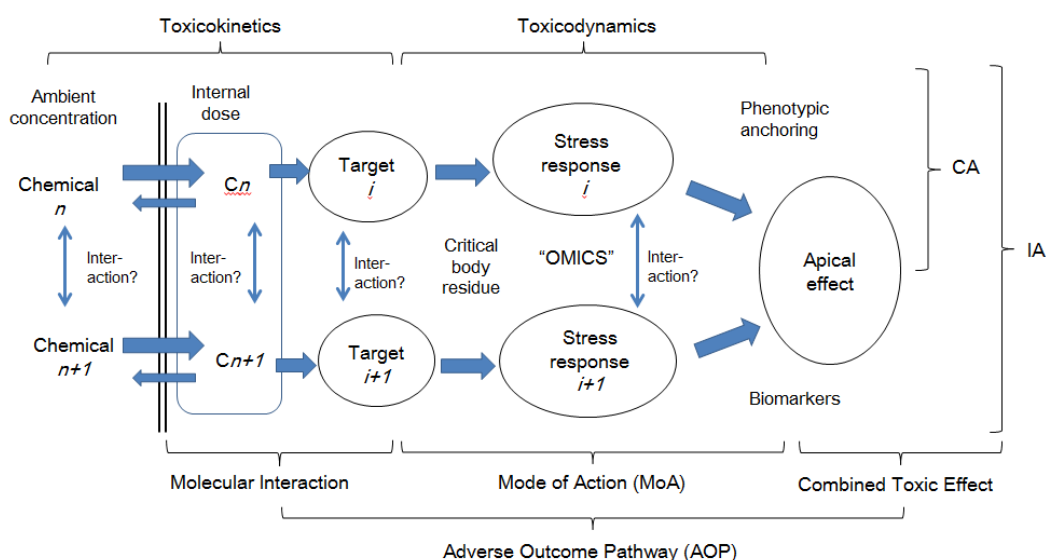 Toxicokinetics
Toxicodynamics
Ambient
concentration
Internal
dose
Phenotypic
anchoring
Chemical
n
Cn
Target
i
Stress
response
i
CA
Inter-
action?
Inter-
action?
Inter-
action?
Critical
body
residue
“OMICS”
Inter-
action?
Apical
effect
IA
Chemical
n+1
Cn+1
Target
i+1
Stress
response
i+1
Biomarkers
Molecular Interaction
Mode of Action (MoA)
Combined Toxic Effect
Adverse Outcome Pathway (AOP)